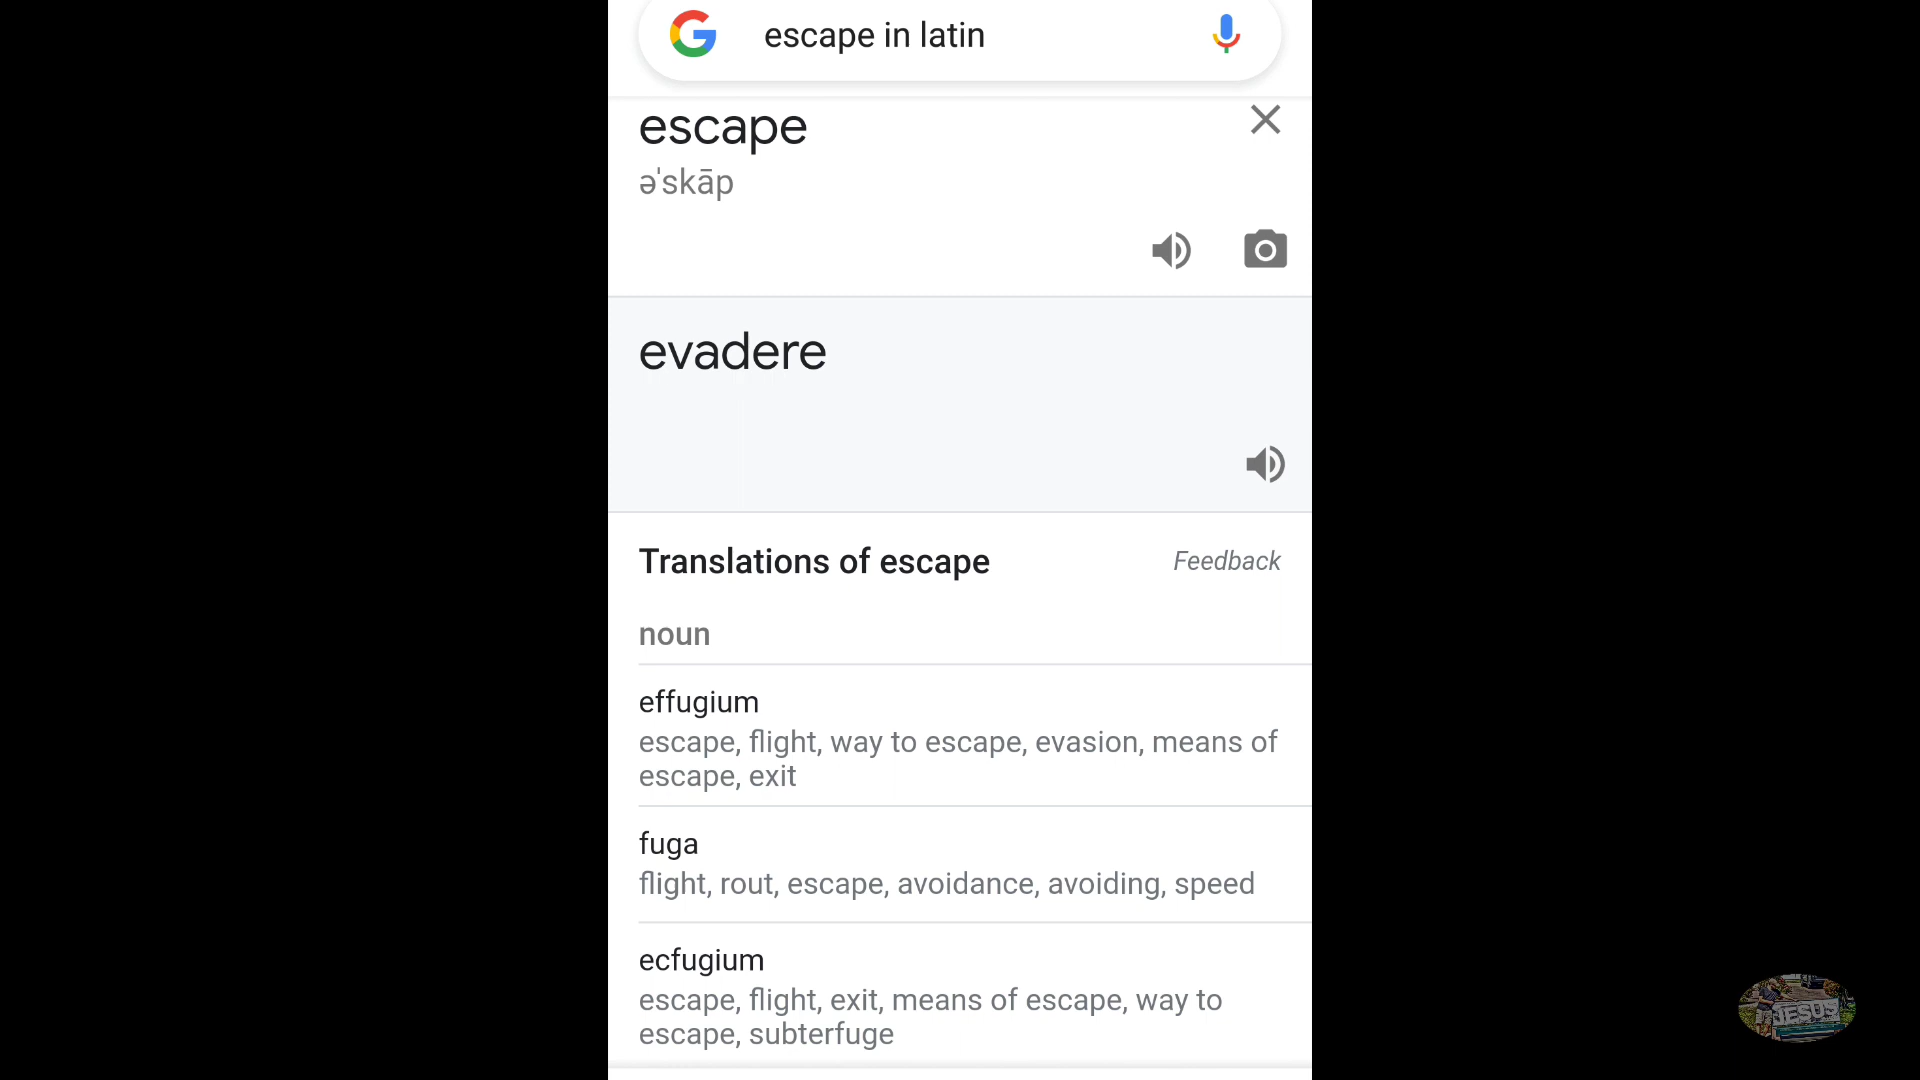 escape in latin
escape
ə'skāp
evadere
Translations of escape
Feedback
noun
effugium
escape, flight, way to escape, evasion, means of
escape, exit
fuga
flight, rout, escape, avoidance, avoiding, speed
ecfugium
escape, flight, exit, means of escape, way to
escape, subterfuge
JESUS